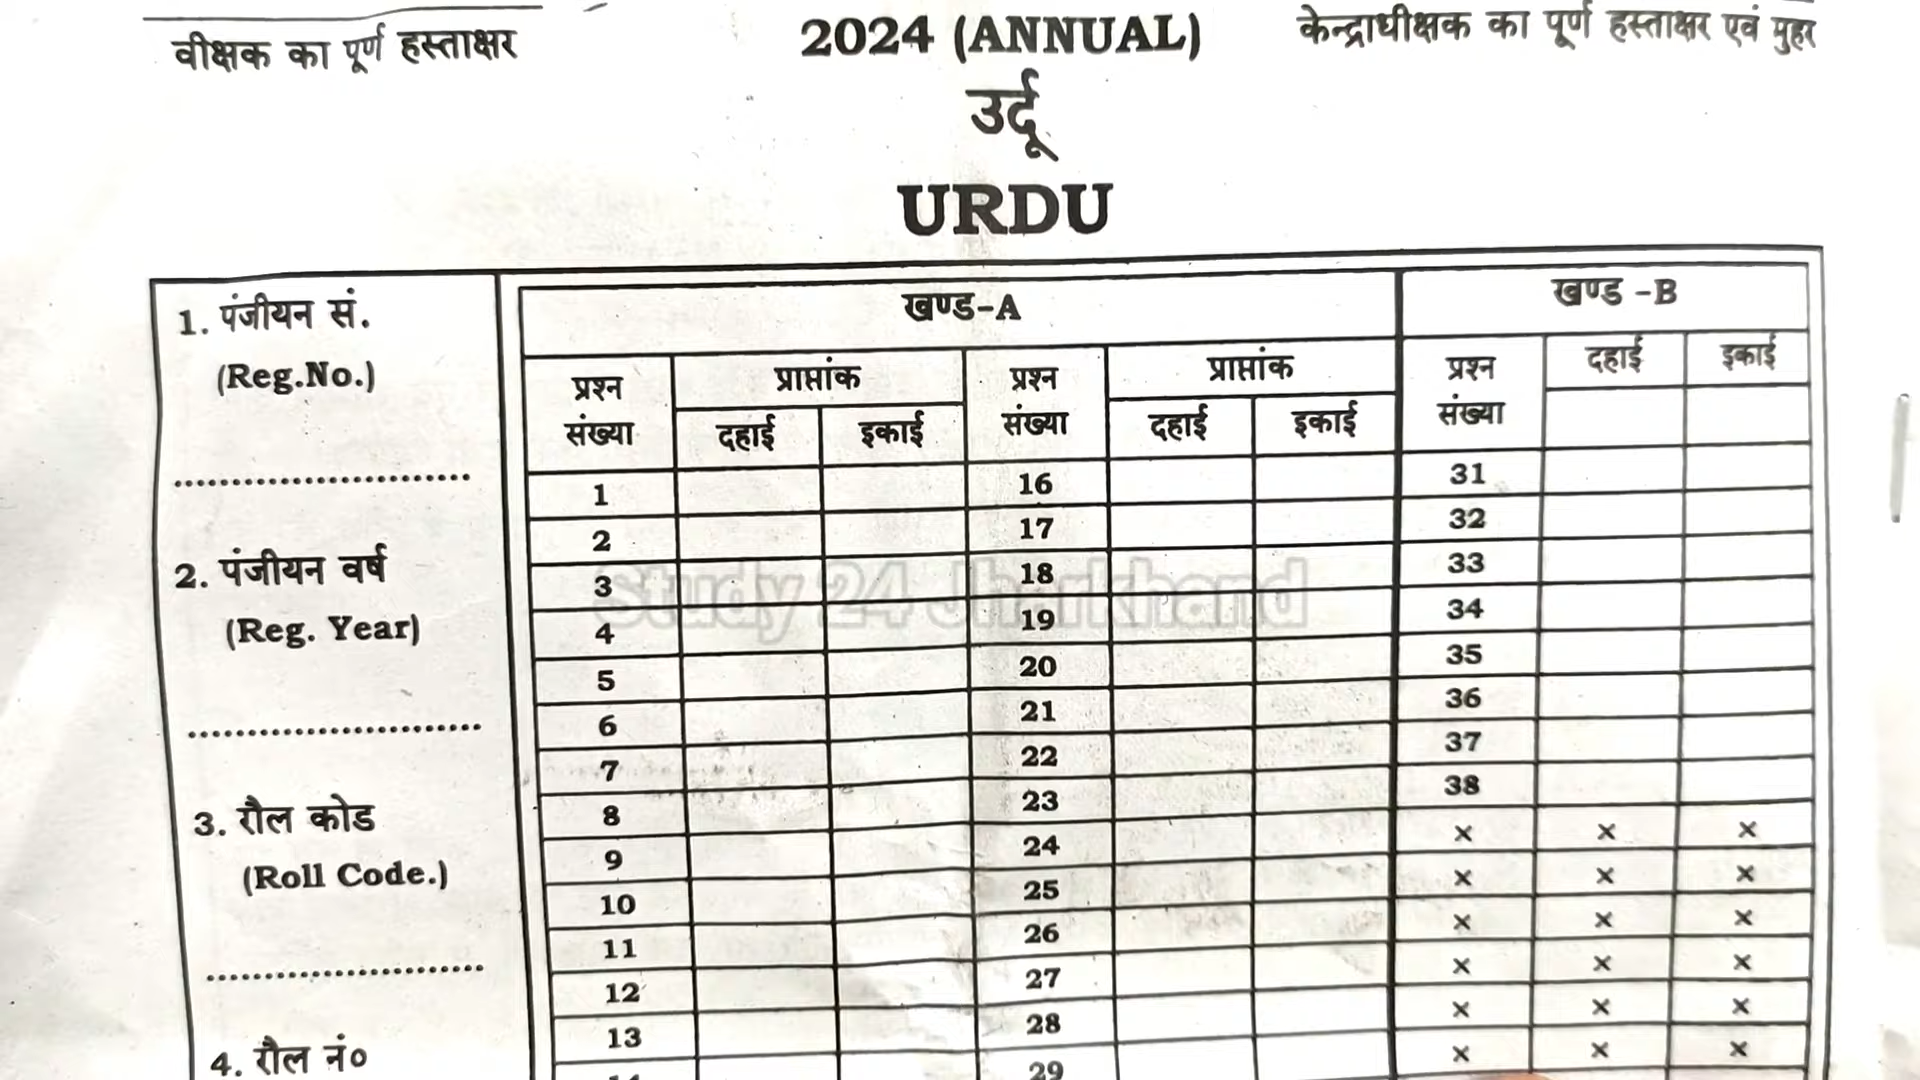 वीक्षक का पूर्ण हस्ताक्षर
2024 (ANNUAL)
केन्द्राधीक्षक का पूर्ण हस्ताक्षर एवं मुहर
उर्दू
URDU
1. पंजीयन सं.
(Reg.No.)
..........................
2. पंजीयन वर्ष
(Reg. Year)
..........................
3. रौल कोड
(Roll Code.)
..........................
4. रौल नं०
खण्ड-A खण्ड -B
प्रश्न संख्या प्राप्तांक प्रश्न संख्या प्राप्तांक प्रश्न संख्या दहाई इकाई
दहाई इकाई दहाई इकाई
1 16 31
2 17 32
3 18 33
4 19 34
5 20 35
6 21 36
7 22 37
8 23 38
9 24 × × ×
10 25 × × ×
11 26 × × ×
12 27 × × ×
13 28 × × ×
14 29 × × ×
Study 24 Jharkhand